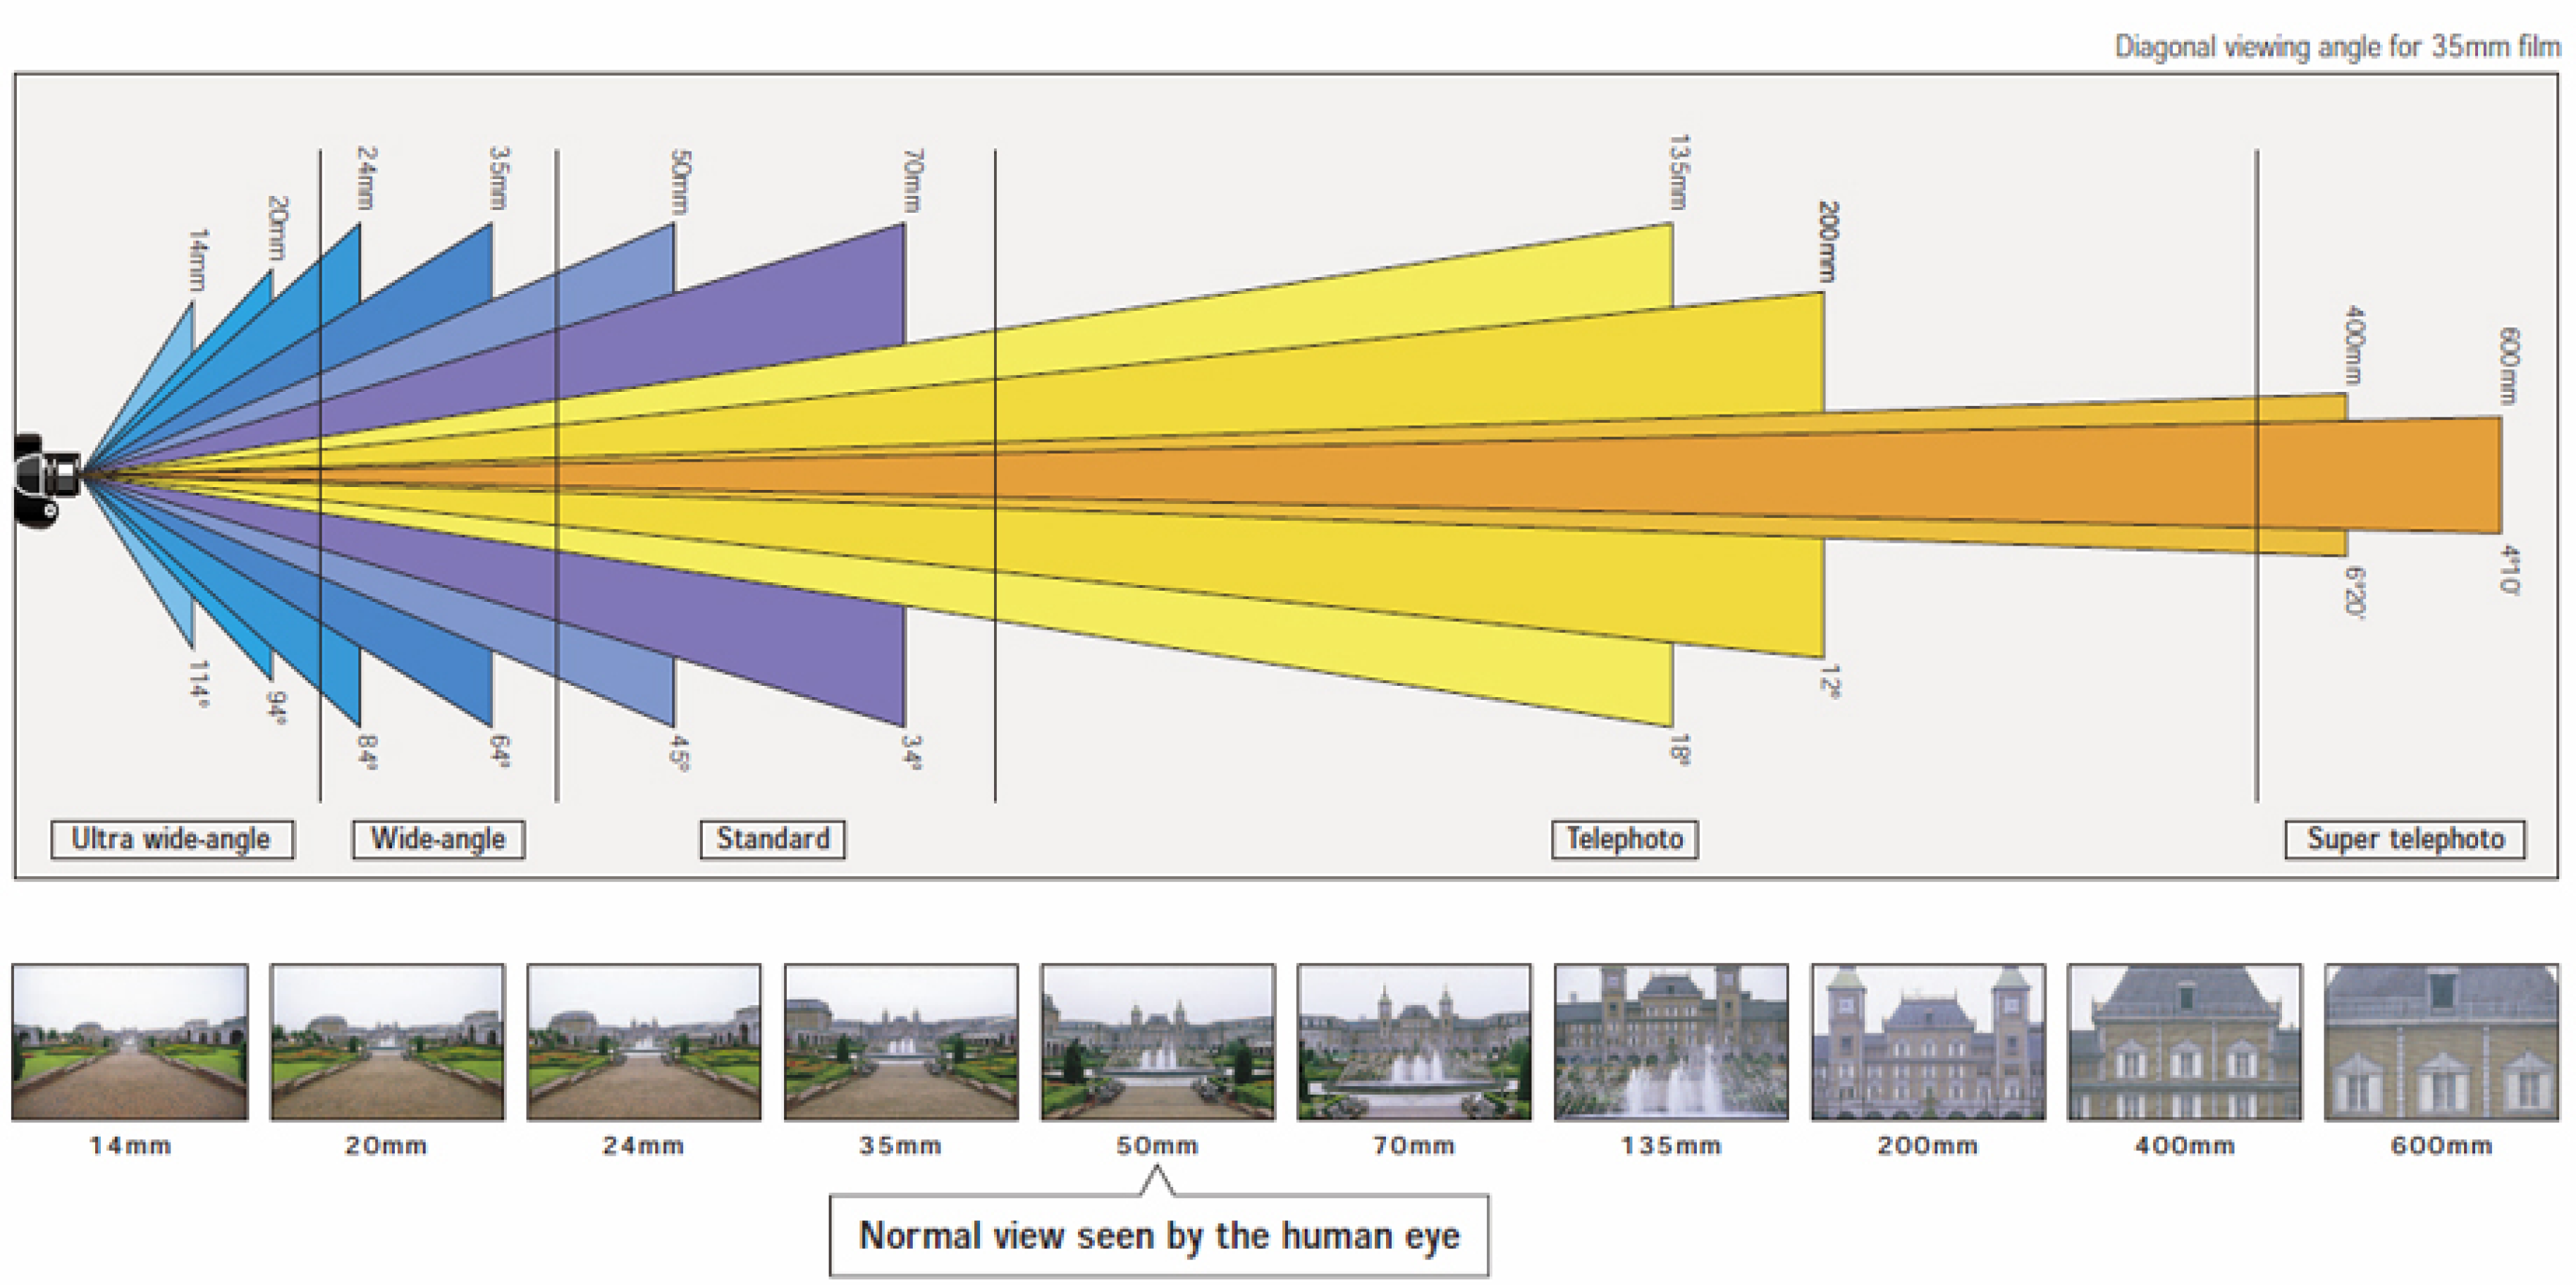 Diagonal viewing angle for 35mm film
14mm
20mm
24mm
35mm
50mm
70mm
135mm
200mm
400mm
600mm
114°
94°
84°
64°
45°
34°
18°
12°
6°20'
4°10'
Ultra wide-angle
Wide-angle
Standard
Telephoto
Super telephoto
14mm
20mm
24mm
35mm
50mm
70mm
135mm
200mm
400mm
600mm
Normal view seen by the human eye